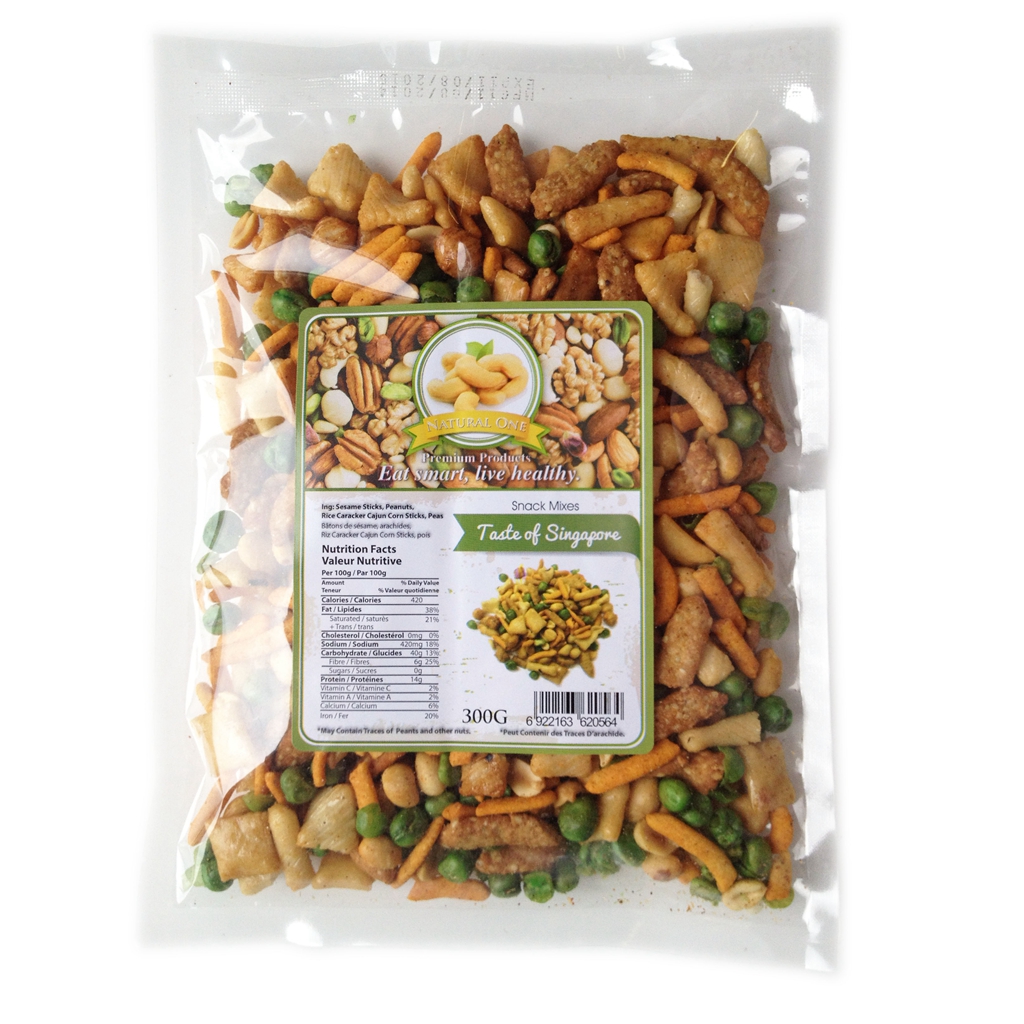 NATURAL ONE
Premium Products
Eat smart, live healthy.
Ing: Sesame Sticks, Peanuts,
Rice Caracker Cajun Corn Sticks, Peas
Bâtons de sésame, arachides,
Riz Caracker Cajun Corn Sticks, pois
Nutrition Facts
Valeur Nutritive
Per 100g / Par 100g
Amount % Daily Value
Teneur % Valeur quotidienne
Calories / Calories 420
Fat / Lipides 38%
Saturated / saturés 21%
+ Trans / trans
Cholesterol / Cholestérol 0mg 0%
Sodium / Sodium 420mg 18%
Carbohydrate / Glucides 40g 13%
Fibre / Fibres 6g 25%
Sugars / Sucres 0g
Protein / Protéines 14g
Vitamin C / Vitamine C 2%
Vitamin A / Vitamine A 2%
Calcium / Calcium 6%
Iron / Fer 20%
Snack Mixes
Taste of Singapore
300G
6 922163 620564
*May Contain Traces of Peants and other nuts.
*Peut Contenir des Traces D'arachide.